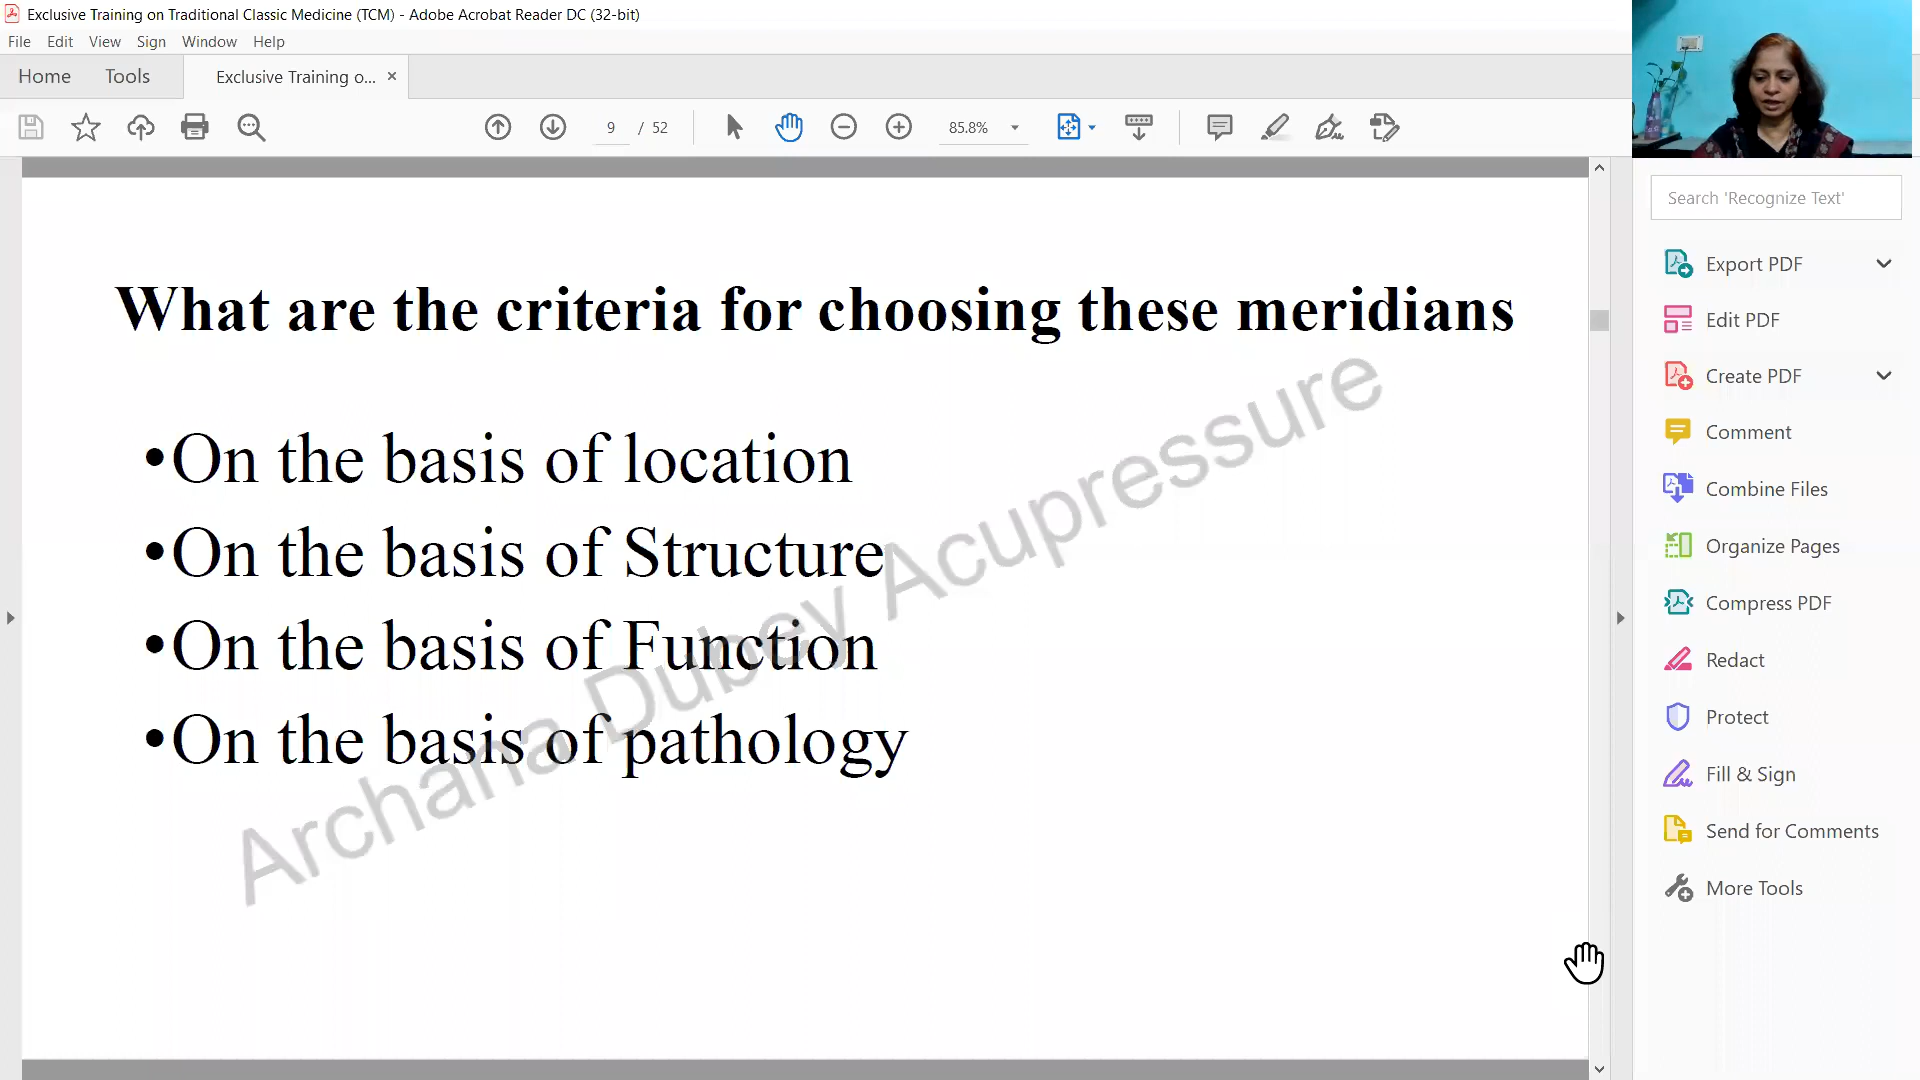 Exclusive Training on Traditional Classic Medicine (TCM) - Adobe Acrobat Reader DC (32-bit)
File Edit View Sign Window Help
Home Tools Exclusive Training o... ×
9 / 52 85.8%
Search 'Recognize Text'
What are the criteria for choosing these meridians
•On the basis of location
•On the basis of Structure
•On the basis of Function
•On the basis of pathology
Archana Dubey Acupressure
Export PDF
Edit PDF
Create PDF
Comment
Combine Files
Organize Pages
Compress PDF
Redact
Protect
Fill & Sign
Send for Comments
More Tools